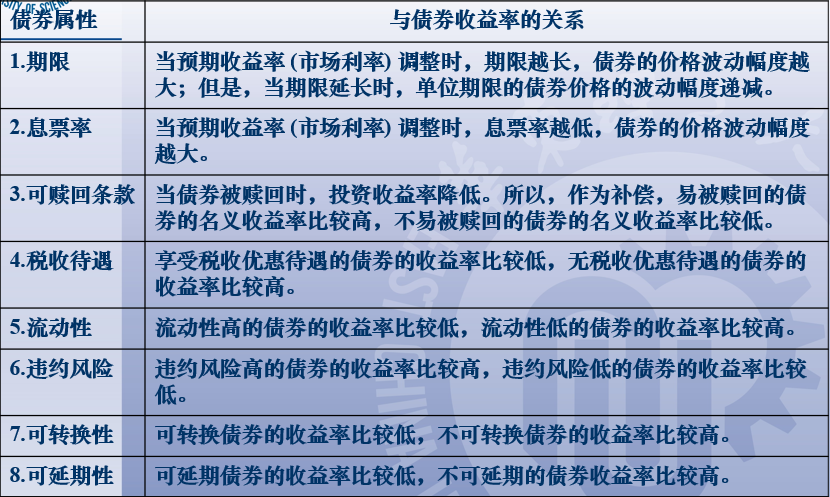 SITY OF SCIEN
债券属性 与债券收益率的关系
1.期限 当预期收益率(市场利率) 调整时，期限越长，债券的价格波动幅度越
大；但是，当期限延长时，单位期限的债券价格的波动幅度递减。
2.息票率 当预期收益率(市场利率) 调整时，息票率越低，债券的价格波动幅度
越大。
3.可赎回条款 当债券被赎回时，投资收益率降低。所以，作为补偿，易被赎回的债
券的名义收益率比较高，不易被赎回的债券的名义收益率比较低。
4.税收待遇 享受税收优惠待遇的债券的收益率比较低，无税收优惠待遇的债券的
收益率比较高。
5.流动性 流动性高的债券的收益率比较低，流动性低的债券的收益率比较高。
6.违约风险 违约风险高的债券的收益率比较高，违约风险低的债券的收益率比较
低。
7.可转换性 可转换债券的收益率比较低，不可转换债券的收益率比较高。
8.可延期性 可延期债券的收益率比较低，不可延期的债券收益率比较高。